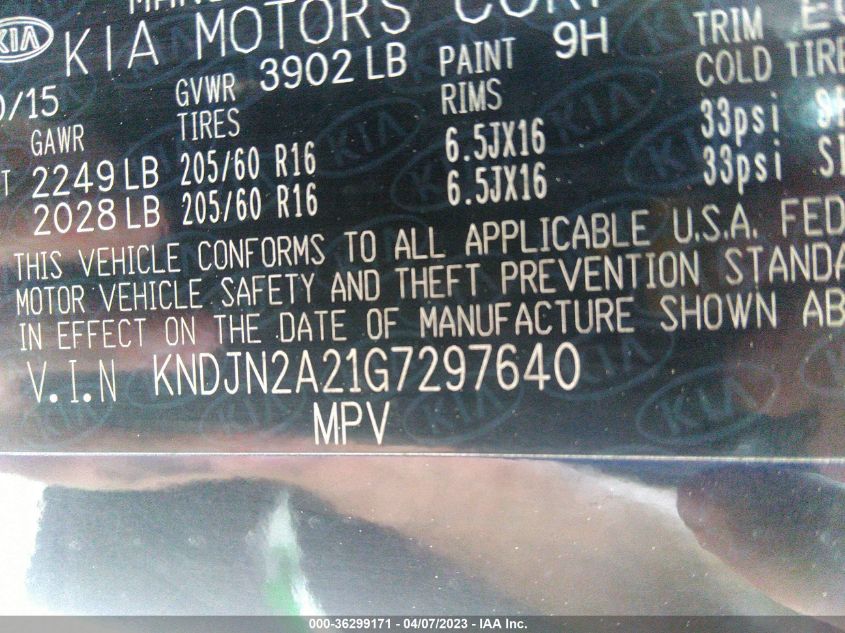 KIA MOTORS
KIA
/15 GVWR 3902 LB PAINT 9H TRIM
GAWR TIRES RIMS COLD TIRE
2249 LB 205/60 R16 6.5JX16 33psi
2028 LB 205/60 R16 6.5JX16 33psi
THIS VEHICLE CONFORMS TO ALL APPLICABLE U.S.A. FED
MOTOR VEHICLE SAFETY AND THEFT PREVENTION STANDA
IN EFFECT ON THE DATE OF MANUFACTURE SHOWN AB
V.I.N KNDJN2A21G7297640
MPV
000-36299171 - 04/07/2023 - IAA Inc.